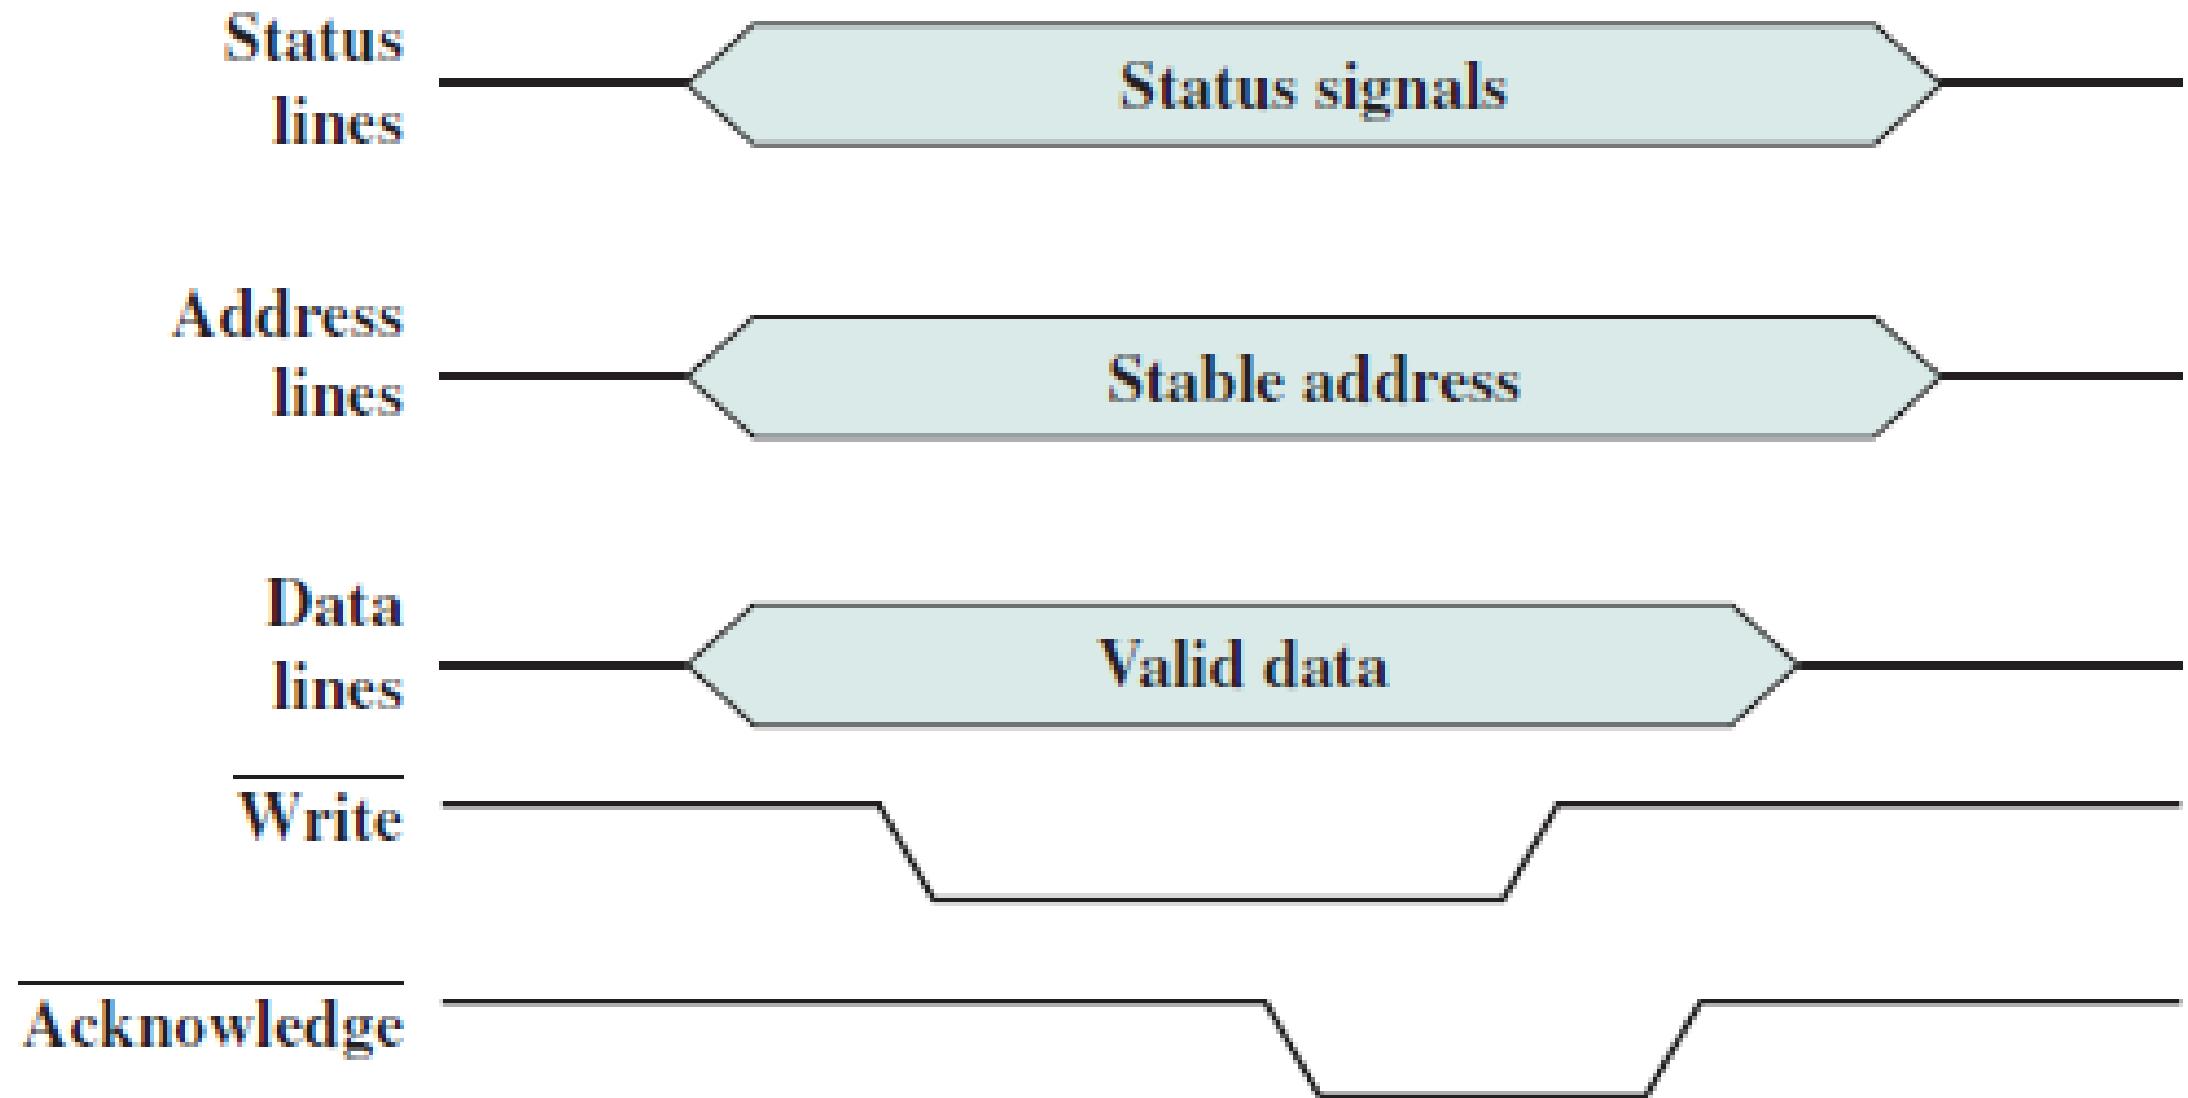 Status
lines
Status signals
Address
lines
Stable address
Data
lines
Valid data
Write
Acknowledge